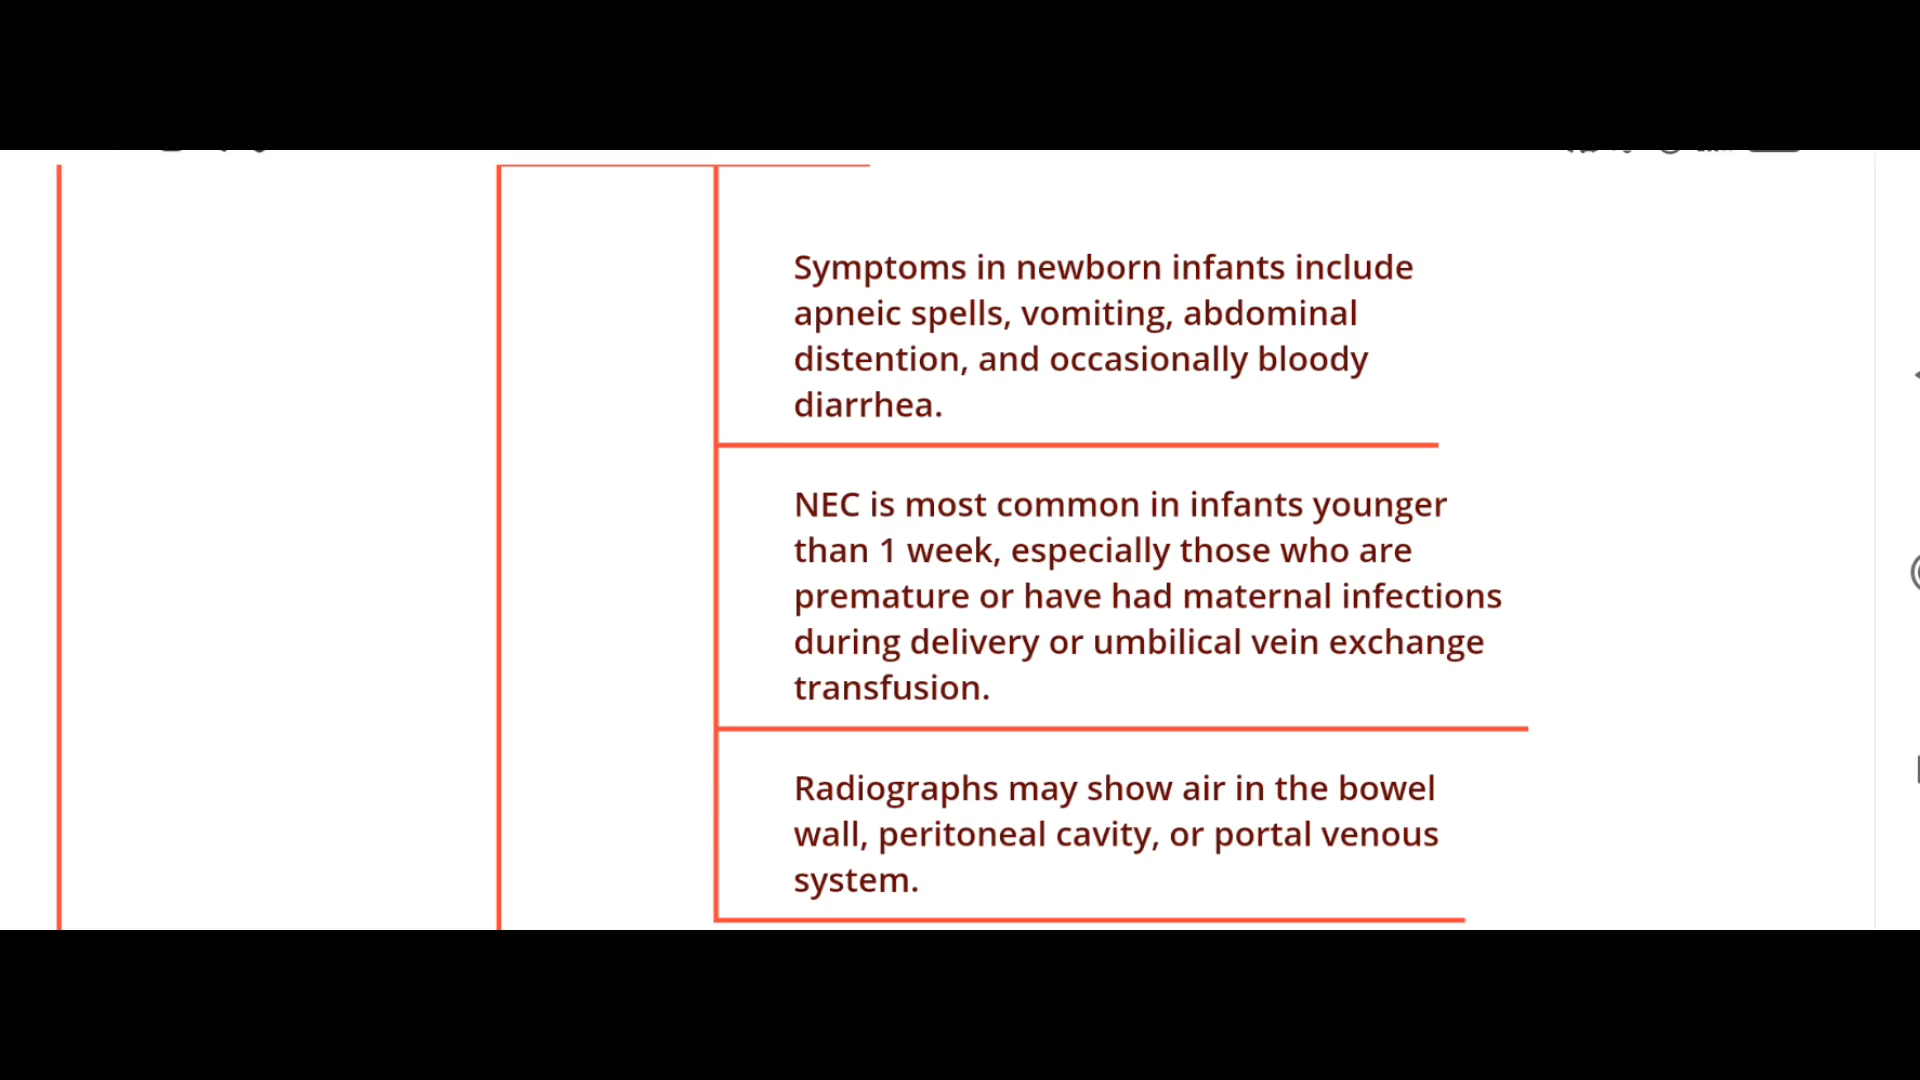 Symptoms in newborn infants include
apneic spells, vomiting, abdominal
distention, and occasionally bloody
diarrhea.
NEC is most common in infants younger
than 1 week, especially those who are
premature or have had maternal infections
during delivery or umbilical vein exchange
transfusion.
Radiographs may show air in the bowel
wall, peritoneal cavity, or portal venous
system.